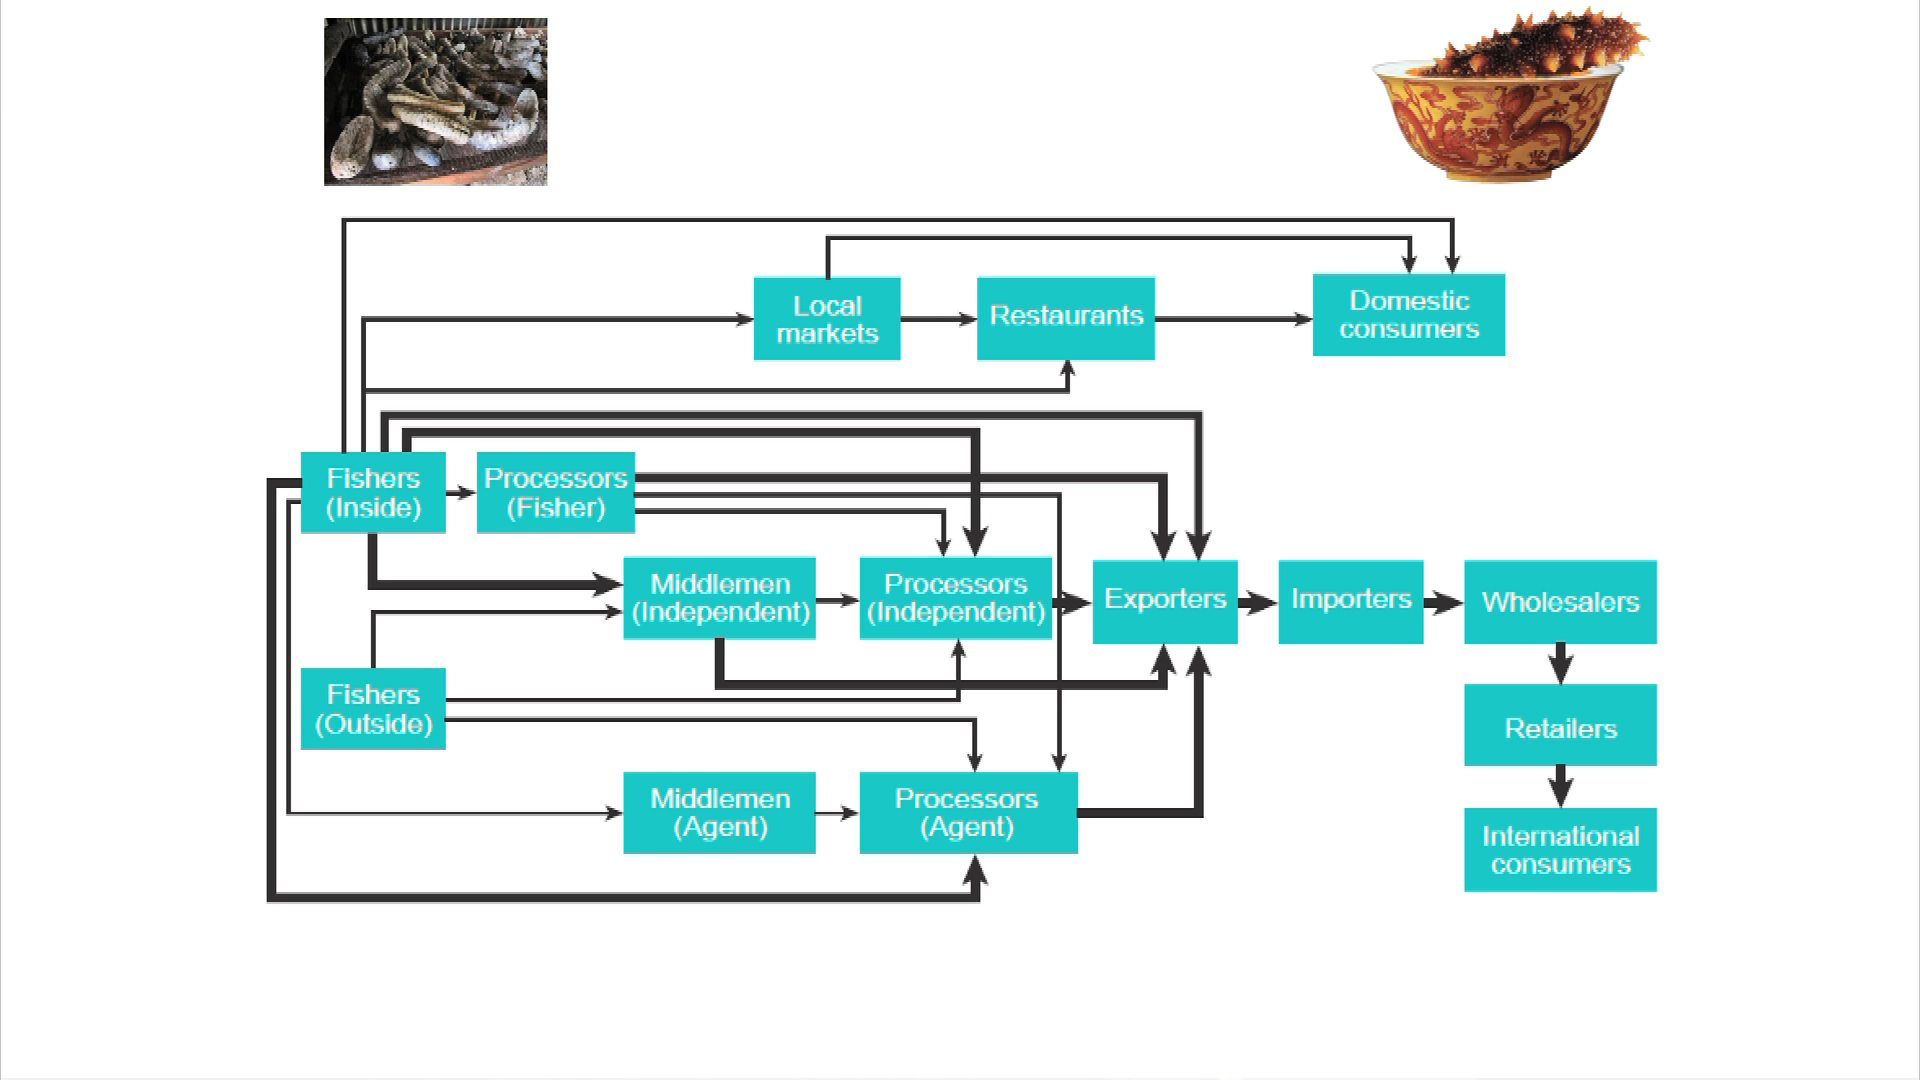 Local
markets
Restaurants
Domestic
consumers
Fishers
(Inside)
Processors
(Fisher)
Middlemen
(Independent)
Processors
(Independent)
Exporters
Importers
Wholesalers
Fishers
(Outside)
Retailers
Middlemen
(Agent)
Processors
(Agent)
International
consumers